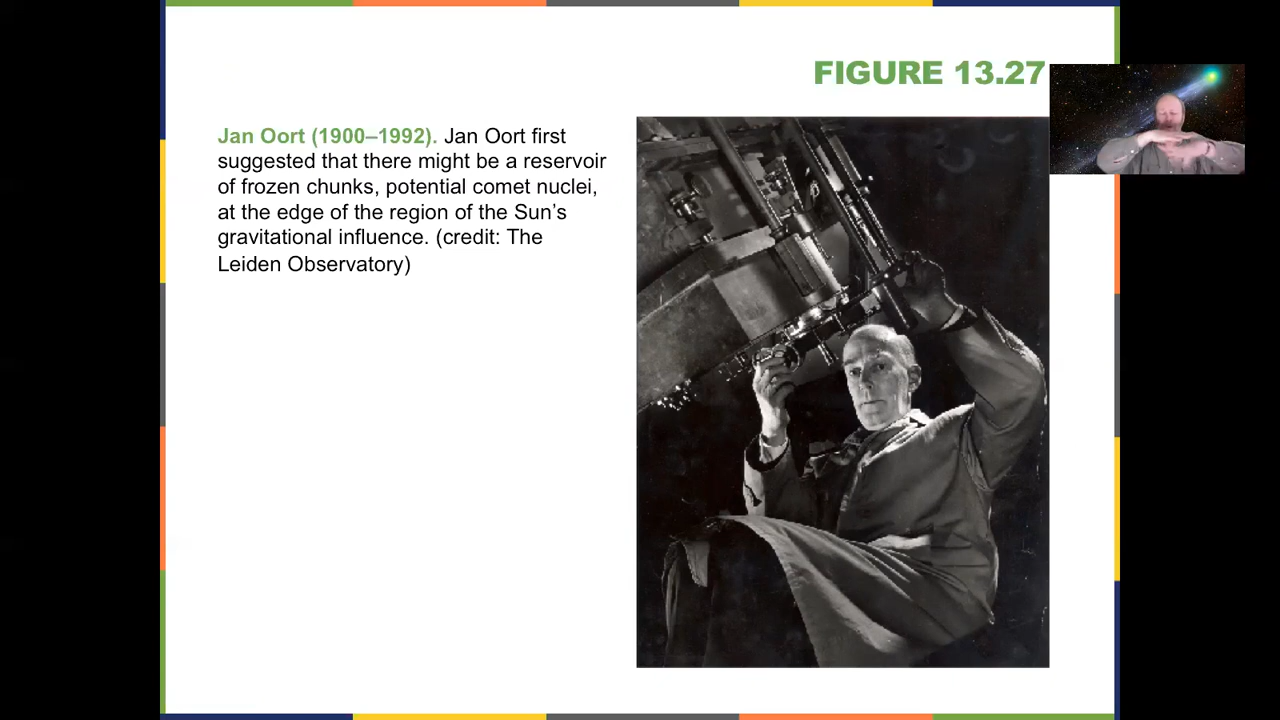 FIGURE 13.27
Jan Oort (1900–1992). Jan Oort first
suggested that there might be a reservoir
of frozen chunks, potential comet nuclei,
at the edge of the region of the Sun’s
gravitational influence. (credit: The
Leiden Observatory)